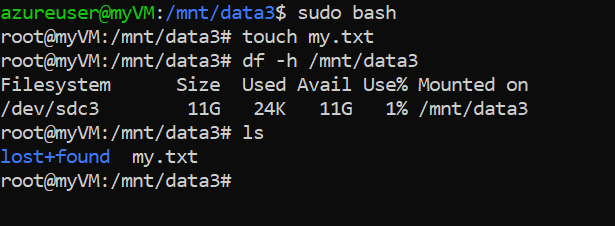 azureuser@myVM:/mnt/data3$ sudo bash
root@myVM:/mnt/data3# touch my.txt
root@myVM:/mnt/data3# df -h /mnt/data3
Filesystem      Size  Used Avail Use% Mounted on
/dev/sdc3        11G   24K   11G   1% /mnt/data3
root@myVM:/mnt/data3# ls
lost+found  my.txt
root@myVM:/mnt/data3#